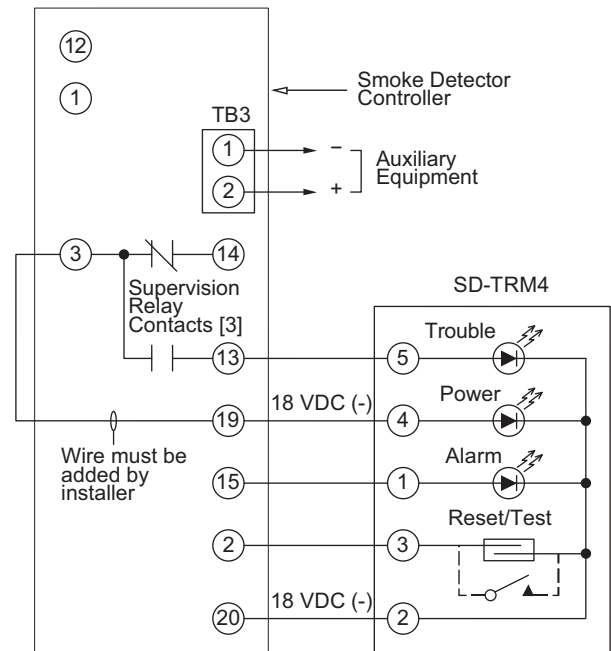 12
1
Smoke Detector
Controller
TB3
1
−
2
+
Auxiliary
Equipment
3
14
Supervision
Relay
Contacts [3]
13
SD-TRM4
Trouble
5
19
18 VDC (-)
4
Power
Wire must be
added by
installer
15
1
Alarm
2
3
Reset/Test
20
18 VDC (-)
2